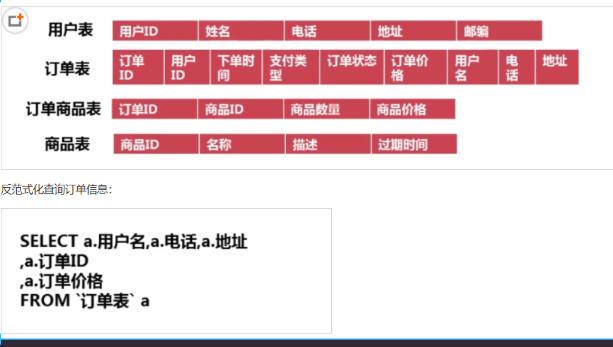 用户表 用户ID 姓名 电话 地址 邮编
订单表 订单ID 用户ID 下单时间 支付类型 订单状态 订单价格 用户名 电话 地址
订单商品表 订单ID 商品ID 商品数量 商品价格
商品表 商品ID 名称 描述 过期时间
反范式化查询订单信息：
SELECT a.用户名,a.电话,a.地址
,a.订单ID
,a.订单价格
FROM `订单表` a